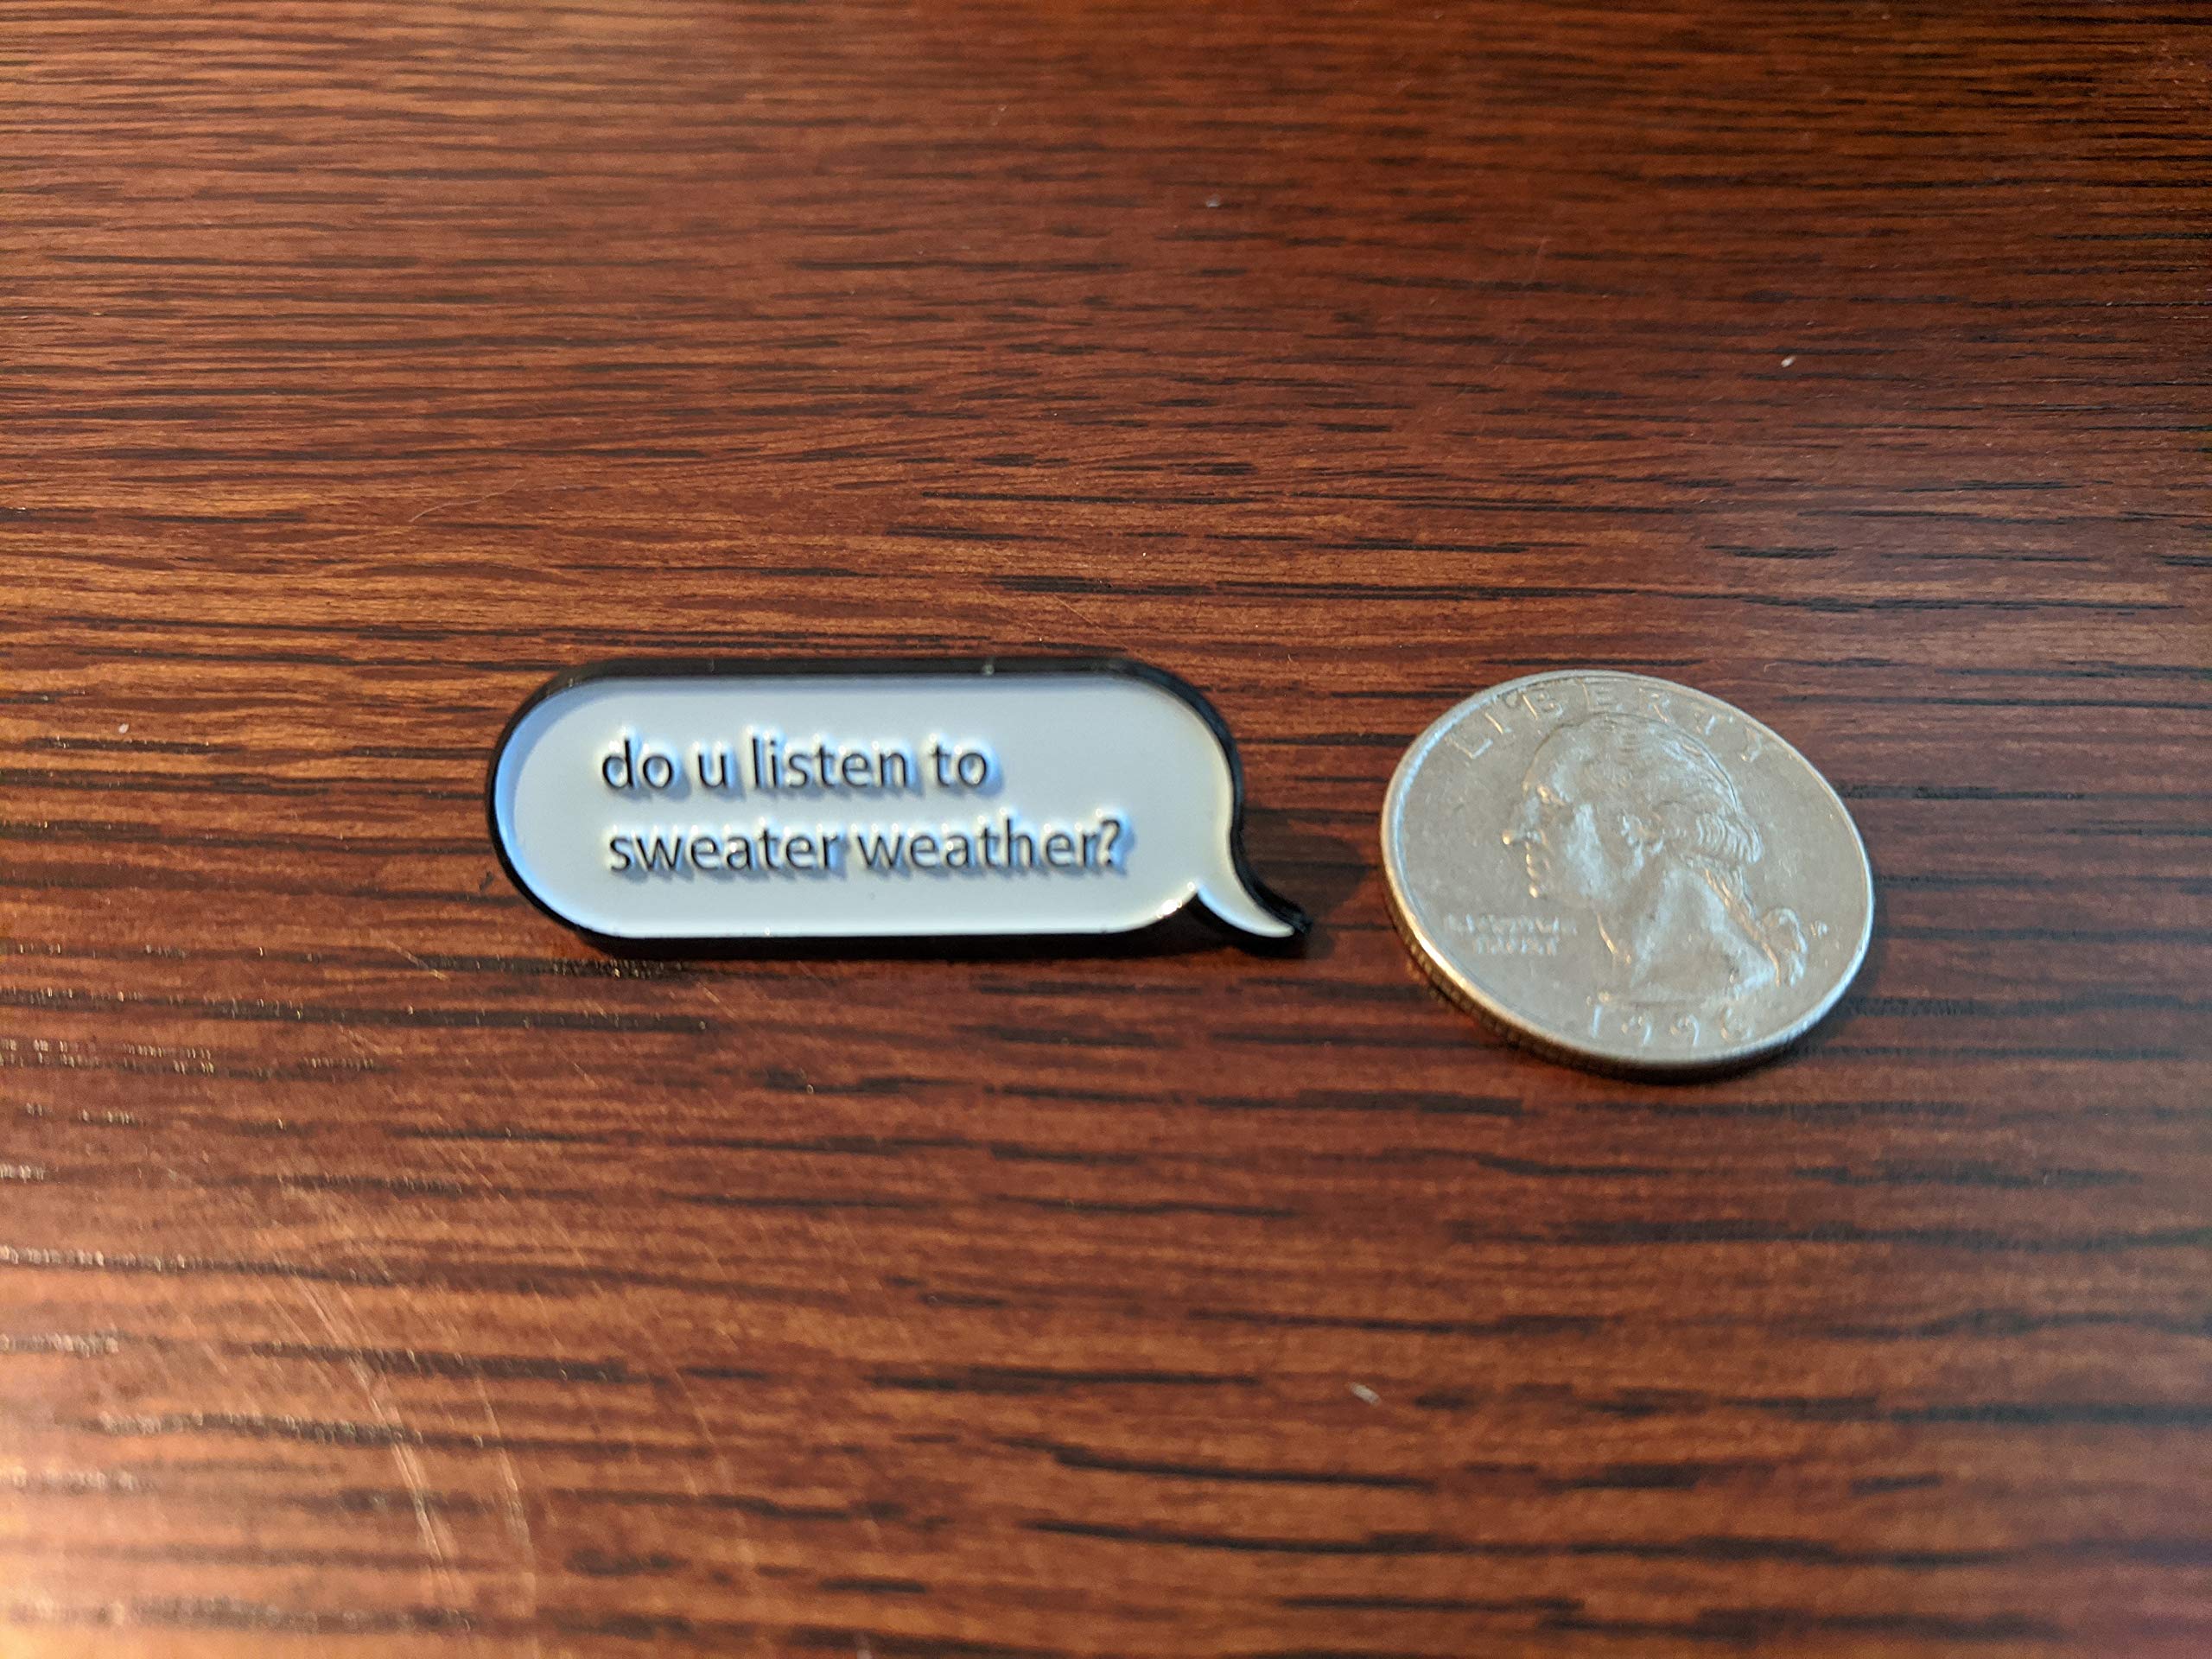 do u listen to
sweater weather?
LIBERTY